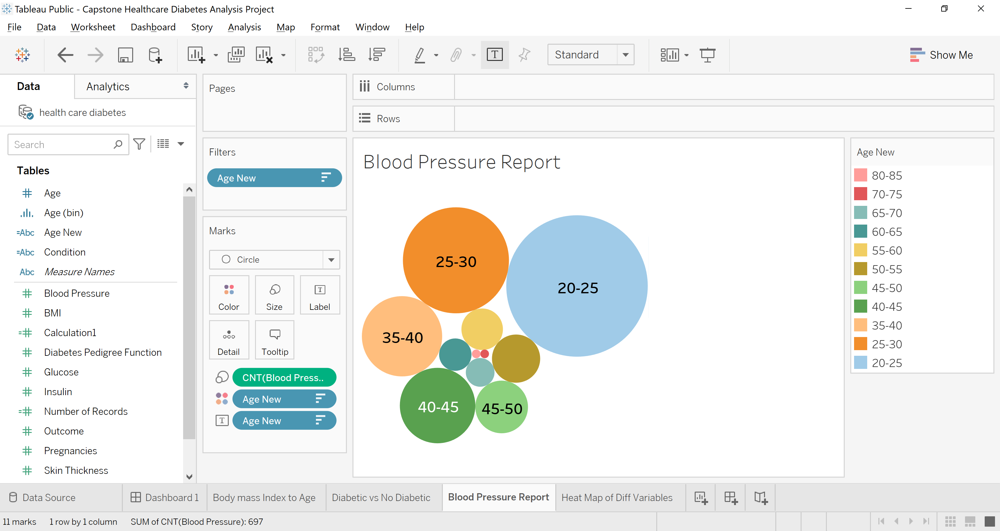 Tableau Public - Capstone Healthcare Diabetes Analysis Project
File Data Worksheet Dashboard Story Analysis Map Format Window Help
T Standard Show Me
Data Analytics
health care diabetes
Search
Tables
Age
Age (bin)
=Abc Age New
=Abc Condition
Abc Measure Names
Blood Pressure
BMI
=# Calculation1
Diabetes Pedigree Function
Glucose
Insulin
=# Number of Records
Outcome
Pregnancies
Skin Thickness
Pages
Filters
Age New
Marks
Circle
Color Size Label
Detail Tooltip
CNT(Blood Press..
Age New
T Age New
Columns
Rows
Blood Pressure Report
25-30
20-25
35-40
40-45
45-50
Age New
80-85
70-75
65-70
60-65
55-60
50-55
45-50
40-45
35-40
25-30
20-25
Data Source Dashboard 1 Body mass Index to Age Diabetic vs No Diabetic Blood Pressure Report Heat Map of Diff Variables
11 marks 1 row by 1 column SUM of CNT(Blood Pressure): 697